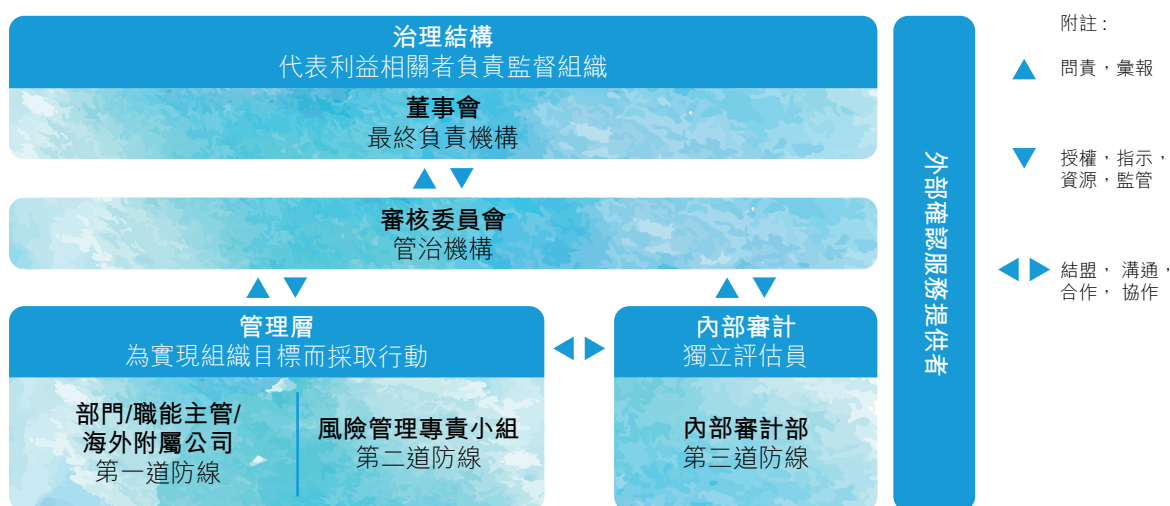 治理結構
代表利益相關者負責監督組織
董事會
最終負責機構
審核委員會
管治機構
管理層
為實現組織目標而採取行動
部門/職能主管/
海外附屬公司
第一道防線
風險管理專責小組
第二道防線
內部審計
獨立評估員
內部審計部
第三道防線
外部確認服務提供者
附註：
問責，彙報
授權，指示，
資源，監管
結盟， 溝通，
合作， 協作